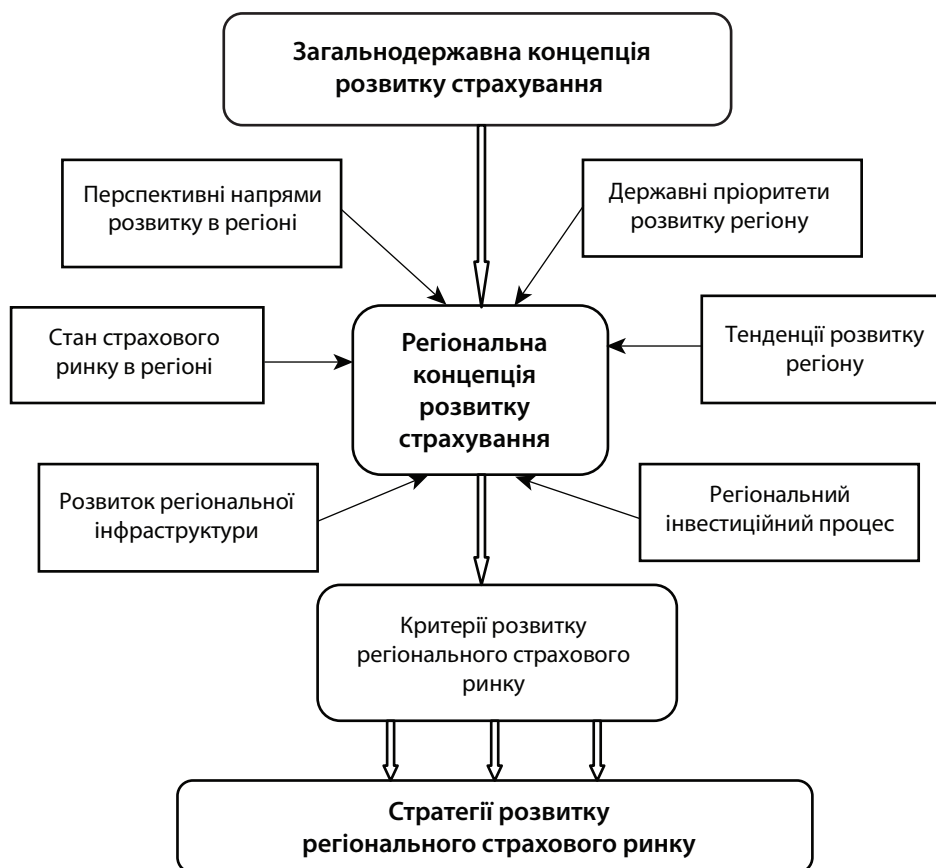 Загальнодержавна концепція
розвитку страхування
Перспективні напрями
розвитку в регіоні
Державні пріоритети
розвитку регіону
Стан страхового
ринку в регіоні
Регіональна
концепція
розвитку
страхування
Тенденції розвитку
регіону
Розвиток регіональної
інфраструктури
Регіональний
інвестиційний процес
Критерії розвитку
регіонального страхового
ринку
Стратегії розвитку
регіонального страхового ринку